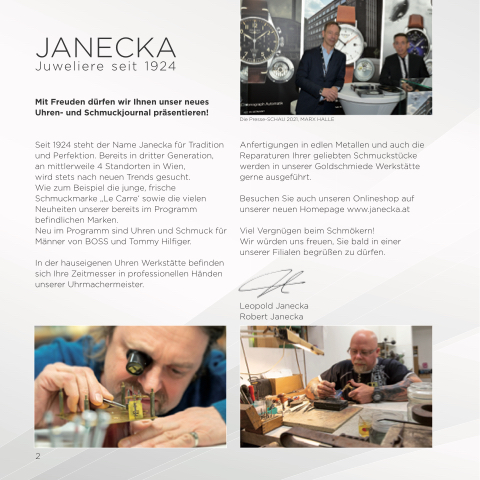 JANECKA
Juweliere seit 1924
Mit Freuden dürfen wir Ihnen unser neues
Uhren- und Schmuckjournal präsentieren!
Die Presse-SCHAU 2021, MARX HALLE
Seit 1924 steht der Name Janecka für Tradition
und Perfektion. Bereits in dritter Generation,
an mittlerweile 4 Standorten in Wien,
wird stets nach neuen Trends gesucht.
Wie zum Beispiel die junge, frische
Schmuckmarke „Le Carre‘ sowie die vielen
Neuheiten unserer bereits im Programm
befindlichen Marken.
Neu im Programm sind Uhren und Schmuck für
Männer von BOSS und Tommy Hilfiger.
In der hauseigenen Uhren Werkstätte befinden
sich Ihre Zeitmesser in professionellen Händen
unserer Uhrmachermeister.
Anfertigungen in edlen Metallen und auch die
Reparaturen Ihrer geliebten Schmuckstücke
werden in unserer Goldschmiede Werkstätte
gerne ausgeführt.
Besuchen Sie auch unseren Onlineshop auf
unserer neuen Homepage www.janecka.at
Viel Vergnügen beim Schmökern!
Wir würden uns freuen, Sie bald in einer
unserer Filialen begrüßen zu dürfen.
Leopold Janecka
Robert Janecka
2